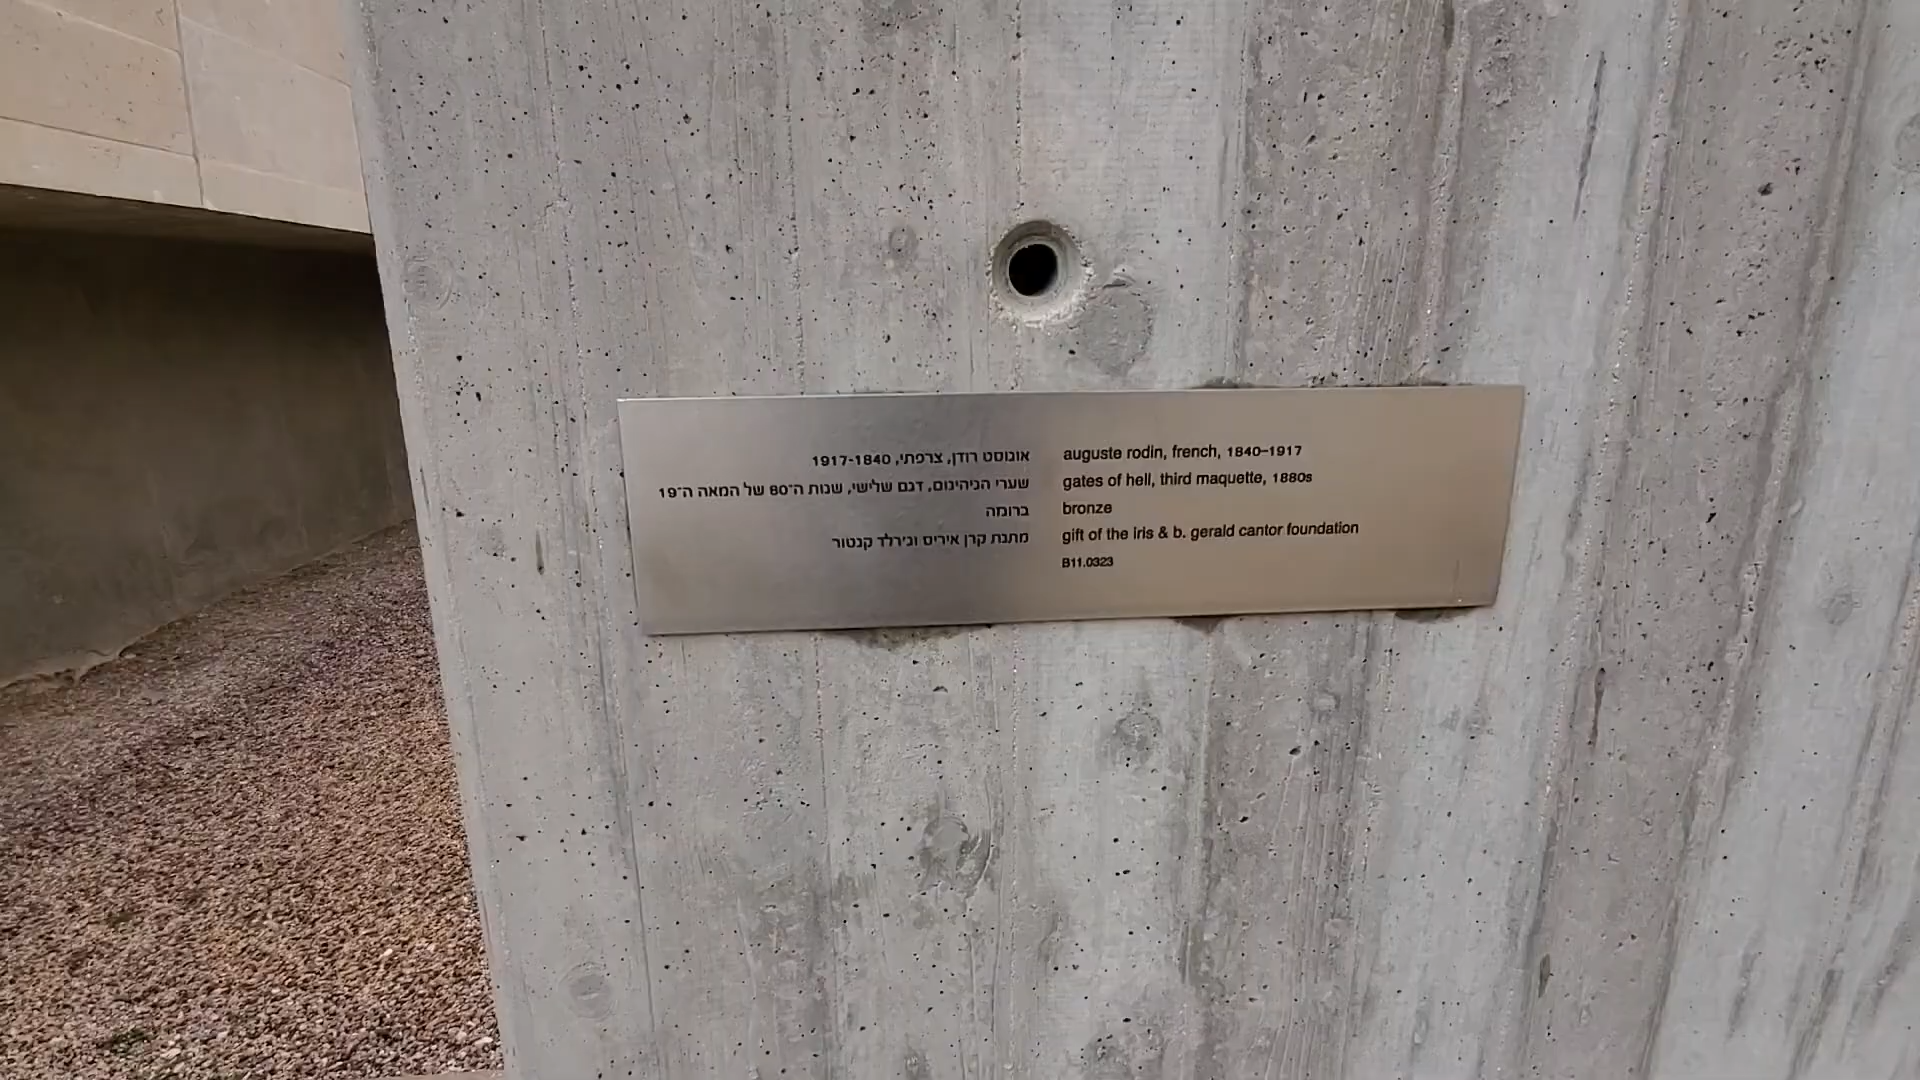 אוגוסט רודן, צרפתי, 1917-1840
שערי הגיהינום, דגם שלישי, שנות ה־80 של המאה ה־19
ברונזה
מתנת קרן איריס וג׳רלד קנטור
auguste rodin, french, 1840–1917
gates of hell, third maquette, 1880s
bronze
gift of the iris & b. gerald cantor foundation
B11.0323